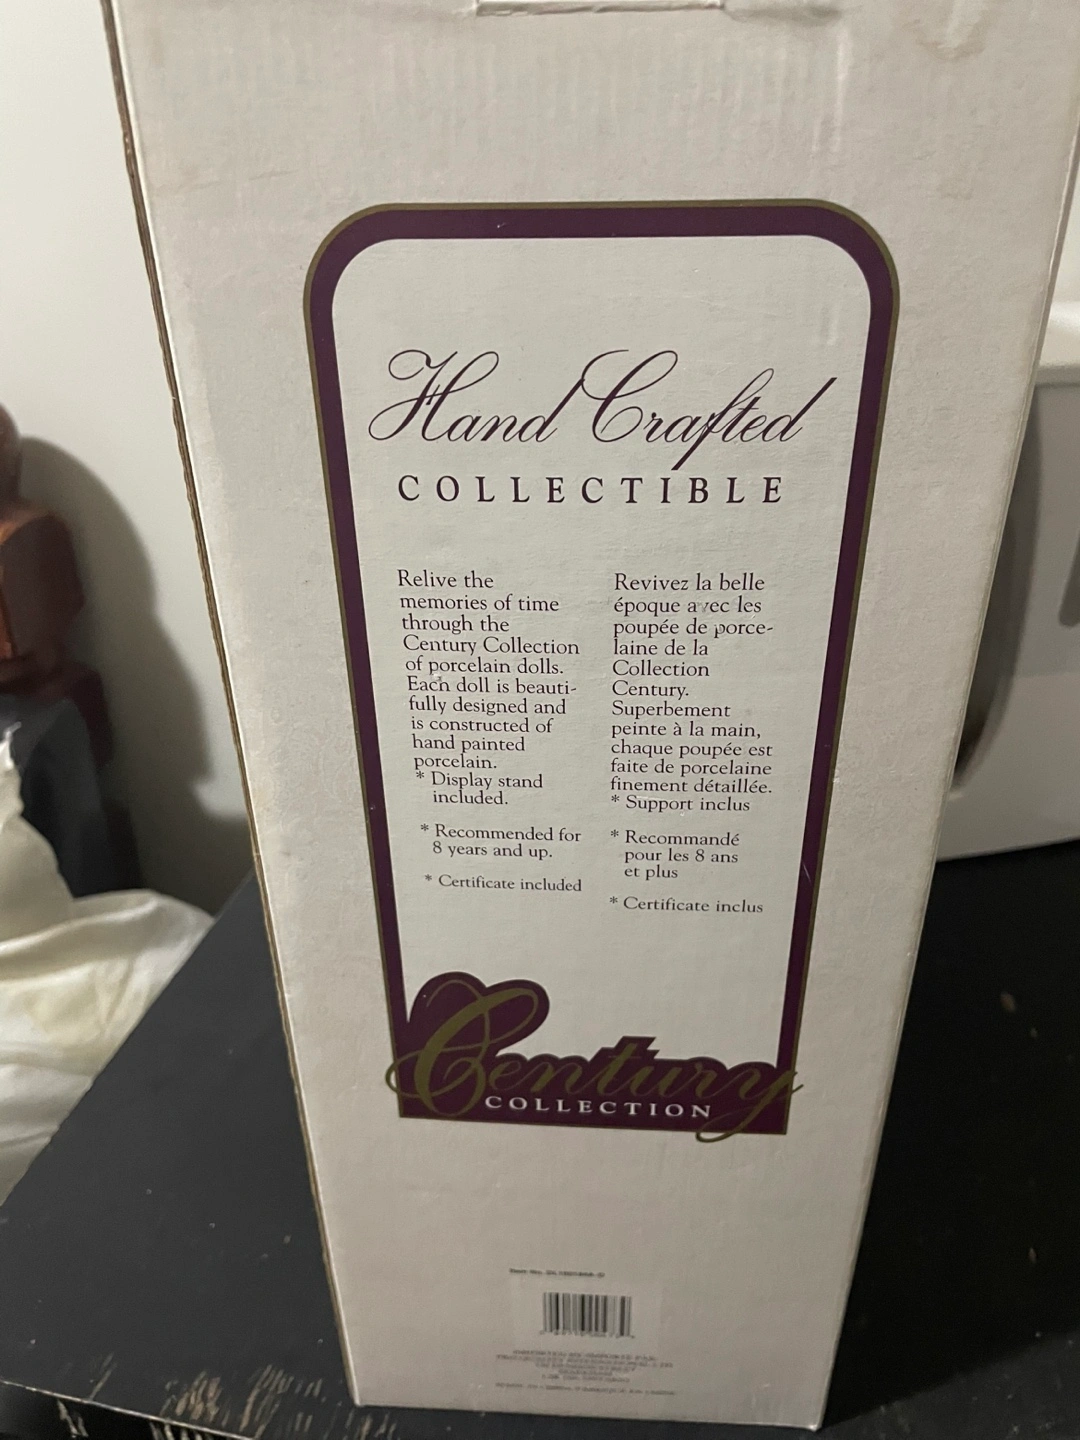 Hand Crafted
COLLECTIBLE
Relive the
memories of time
through the
Century Collection
of porcelain dolls.
Each doll is beauti-
fully designed and
is constructed of
hand painted
porcelain.
* Display stand
included.
* Recommended for
8 years and up.
* Certificate included
Revivez la belle
époque avec les
poupée de porce-
laine de la
Collection
Century.
Superbement
peinte à la main,
chaque poupée est
faite de porcelaine
finement détaillée.
* Support inclus
* Recommandé
pour les 8 ans
et plus
* Certificate inclus
Century
COLLECTION
Item No.